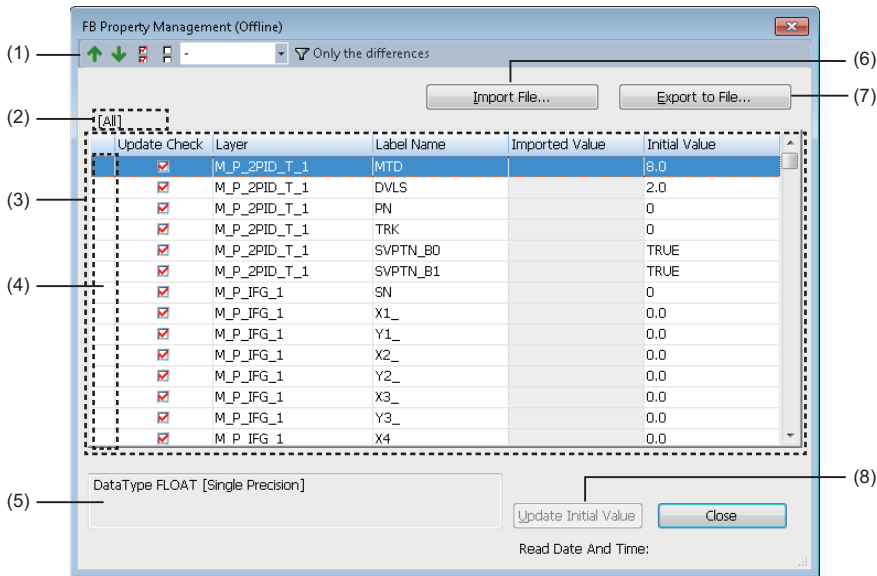 FB Property Management (Offline)
(1)
-
Only the differences
(6)
Import File...
Export to File...
(7)
(2)
[All]
Update Check Layer Label Name Imported Value Initial Value
M_P_2PID_T_1 MTD 8.0
M_P_2PID_T_1 DVLS 2.0
(3)
M_P_2PID_T_1 PN 0
M_P_2PID_T_1 TRK 0
M_P_2PID_T_1 SVPTN_B0 TRUE
M_P_2PID_T_1 SVPTN_B1 TRUE
(4)
M_P_IFG_1 SN 0
M_P_IFG_1 X1_ 0.0
M_P_IFG_1 Y1_ 0.0
M_P_IFG_1 X2_ 0.0
M_P_IFG_1 Y2_ 0.0
M_P_IFG_1 X3_ 0.0
M_P_IFG_1 Y3_ 0.0
M_P_IFG_1 X4 0.0
(8)
DataType FLOAT [Single Precision]
(5)
Update Initial Value
Close
Read Date And Time: